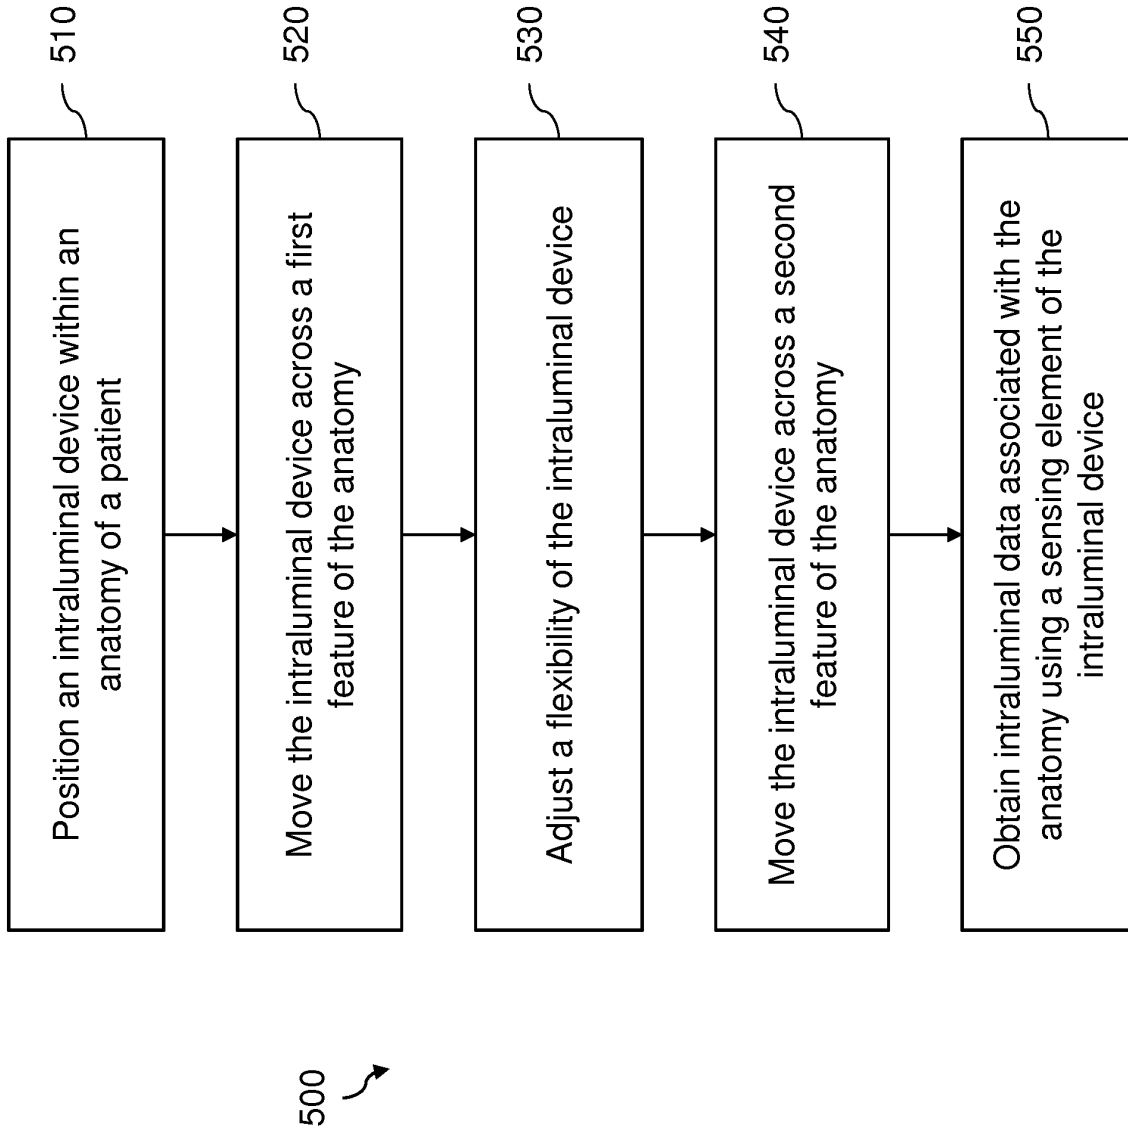 500
Position an intraluminal device within an
anatomy of a patient
510
Move the intraluminal device across a first
feature of the anatomy
520
Adjust a flexibility of the intraluminal device
530
Move the intraluminal device across a second
feature of the anatomy
540
Obtain intraluminal data associated with the
anatomy using a sensing element of the
intraluminal device
550